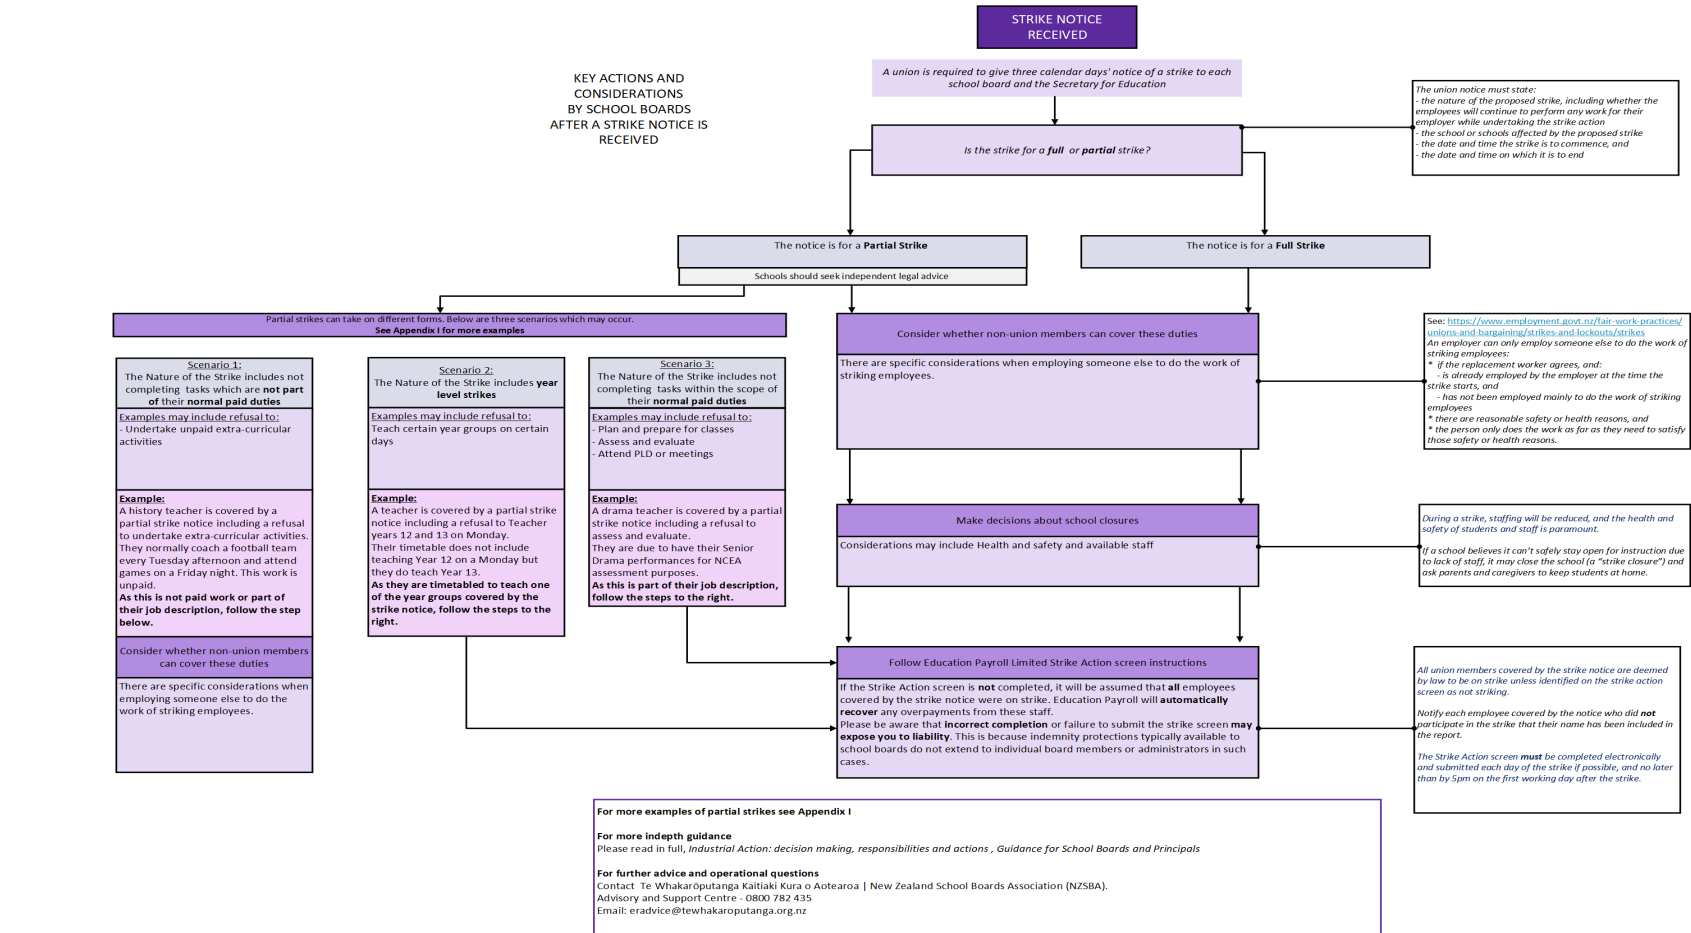 STRIKE NOTICE
RECEIVED
KEY ACTIONS AND
CONSIDERATIONS
BY SCHOOL BOARDS
AFTER A STRIKE NOTICE IS
RECEIVED
A union is required to give three calendar days' notice of a strike to each
school board and the Secretary for Education
The union notice must state:
- the nature of the proposed strike, including whether the
employees will continue to perform any work for their
employer while undertaking the strike action
- the school or schools affected by the proposed strike
- the date and time the strike is to commence, and
- the date and time on which it is to end
Is the strike for a full or partial strike?
The notice is for a Partial Strike
Schools should seek independent legal advice
The notice is for a Full Strike
Partial strikes can take on different forms. Below are three scenarios which may occur.
See Appendix I for more examples
Scenario 1:
The Nature of the Strike includes not
completing tasks which are not part
of their normal paid duties
Examples may include refusal to:
- Undertake unpaid extra-curricular
activities
Example:
A history teacher is covered by a
partial strike notice including a refusal
to undertake extra-curricular activities.
They normally coach a football team
every Tuesday afternoon and attend
games on a Friday night. This work is
unpaid.
As this is not paid work or part of
their job description, follow the step
below.
Consider whether non-union members
can cover these duties
There are specific considerations when
employing someone else to do the
work of striking employees.
Scenario 2:
The Nature of the Strike includes year
level strikes
Examples may include refusal to:
Teach certain year groups on certain
days
Example:
A teacher is covered by a partial strike
notice including a refusal to Teacher
years 12 and 13 on Monday.
Their timetable does not include
teaching Year 12 on a Monday but
they do teach Year 13.
As they are timetabled to teach one
of the year groups covered by the
strike notice, follow the steps to the
right.
Scenario 3:
The Nature of the Strike includes not
completing tasks within the scope of
their normal paid duties
Examples may include refusal to:
- Plan and prepare for classes
- Assess and evaluate
- Attend PLD or meetings
Example:
A drama teacher is covered by a partial
strike notice including a refusal to
assess and evaluate.
They are due to have their Senior
Drama performances for NCEA
assessment purposes.
As this is part of their job description,
follow the steps to the right.
Consider whether non-union members can cover these duties
There are specific considerations when employing someone else to do the work of
striking employees.
See: https://www.employment.govt.nz/fair-work-practices/
unions-and-bargaining/strikes-and-lockouts/strikes
An employer can only employ someone else to do the work of
striking employees:
* if the replacement worker agrees, and:
- is already employed by the employer at the time the
strike starts, and
- has not been employed mainly to do the work of striking
employees
* there are reasonable safety or health reasons, and
* the person only does the work as far as they need to satisfy
those safety or health reasons.
Make decisions about school closures
Considerations may include Health and safety and available staff
During a strike, staffing will be reduced, and the health and
safety of students and staff is paramount.
If a school believes it can't safely stay open for instruction due
to lack of staff, it may close the school (a "strike closure") and
ask parents and caregivers to keep students at home.
Follow Education Payroll Limited Strike Action screen instructions
If the Strike Action screen is not completed, it will be assumed that all employees
covered by the strike notice were on strike. Education Payroll will automatically
recover any overpayments from these staff.
Please be aware that incorrect completion or failure to submit the strike screen may
expose you to liability. This is because indemnity protections typically available to
school boards do not extend to individual board members or administrators in such
cases.
All union members covered by the strike notice are deemed
by law to be on strike unless identified on the strike action
screen as not striking.
Notify each employee covered by the notice who did not
participate in the strike that their name has been included in
the report.
The Strike Action screen must be completed electronically
and submitted each day of the strike if possible, and no later
than by 5pm on the first working day after the strike.
For more examples of partial strikes see Appendix I
For more indepth guidance
Please read in full, Industrial Action: decision making, responsibilities and actions , Guidance for School Boards and Principals
For further advice and operational questions
Contact Te Whakarōputanga Kaitiaki Kura o Aotearoa | New Zealand School Boards Association (NZSBA).
Advisory and Support Centre - 0800 782 435
Email: eradvice@tewhakaroputanga.org.nz